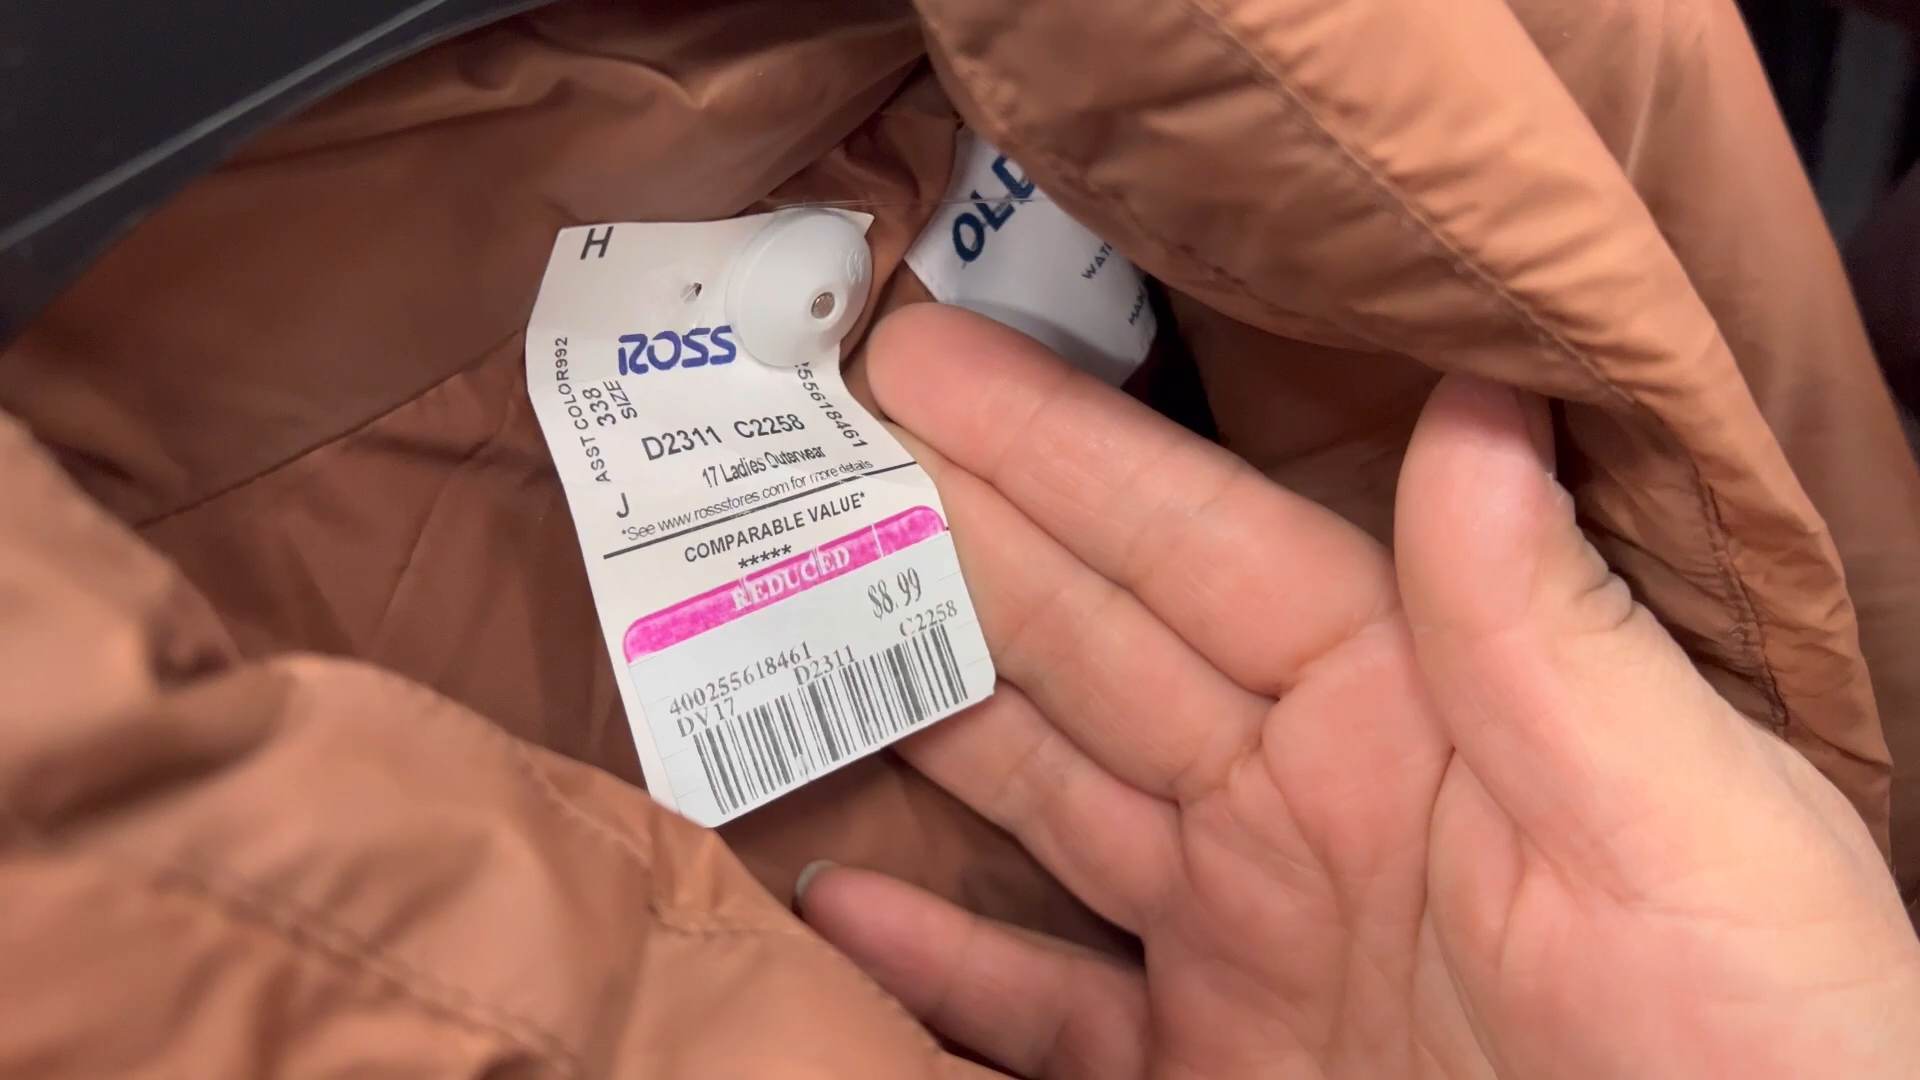 H
ROSS
ASST COLOR992
338
SIZE
55618461
D2311 C2258
17 Ladies Outerwear
J
*See www.rossstores.com for more details
COMPARABLE VALUE*
*****
REDUCED
$8.99
400255618461
DV17 D2311 C2258
OLD